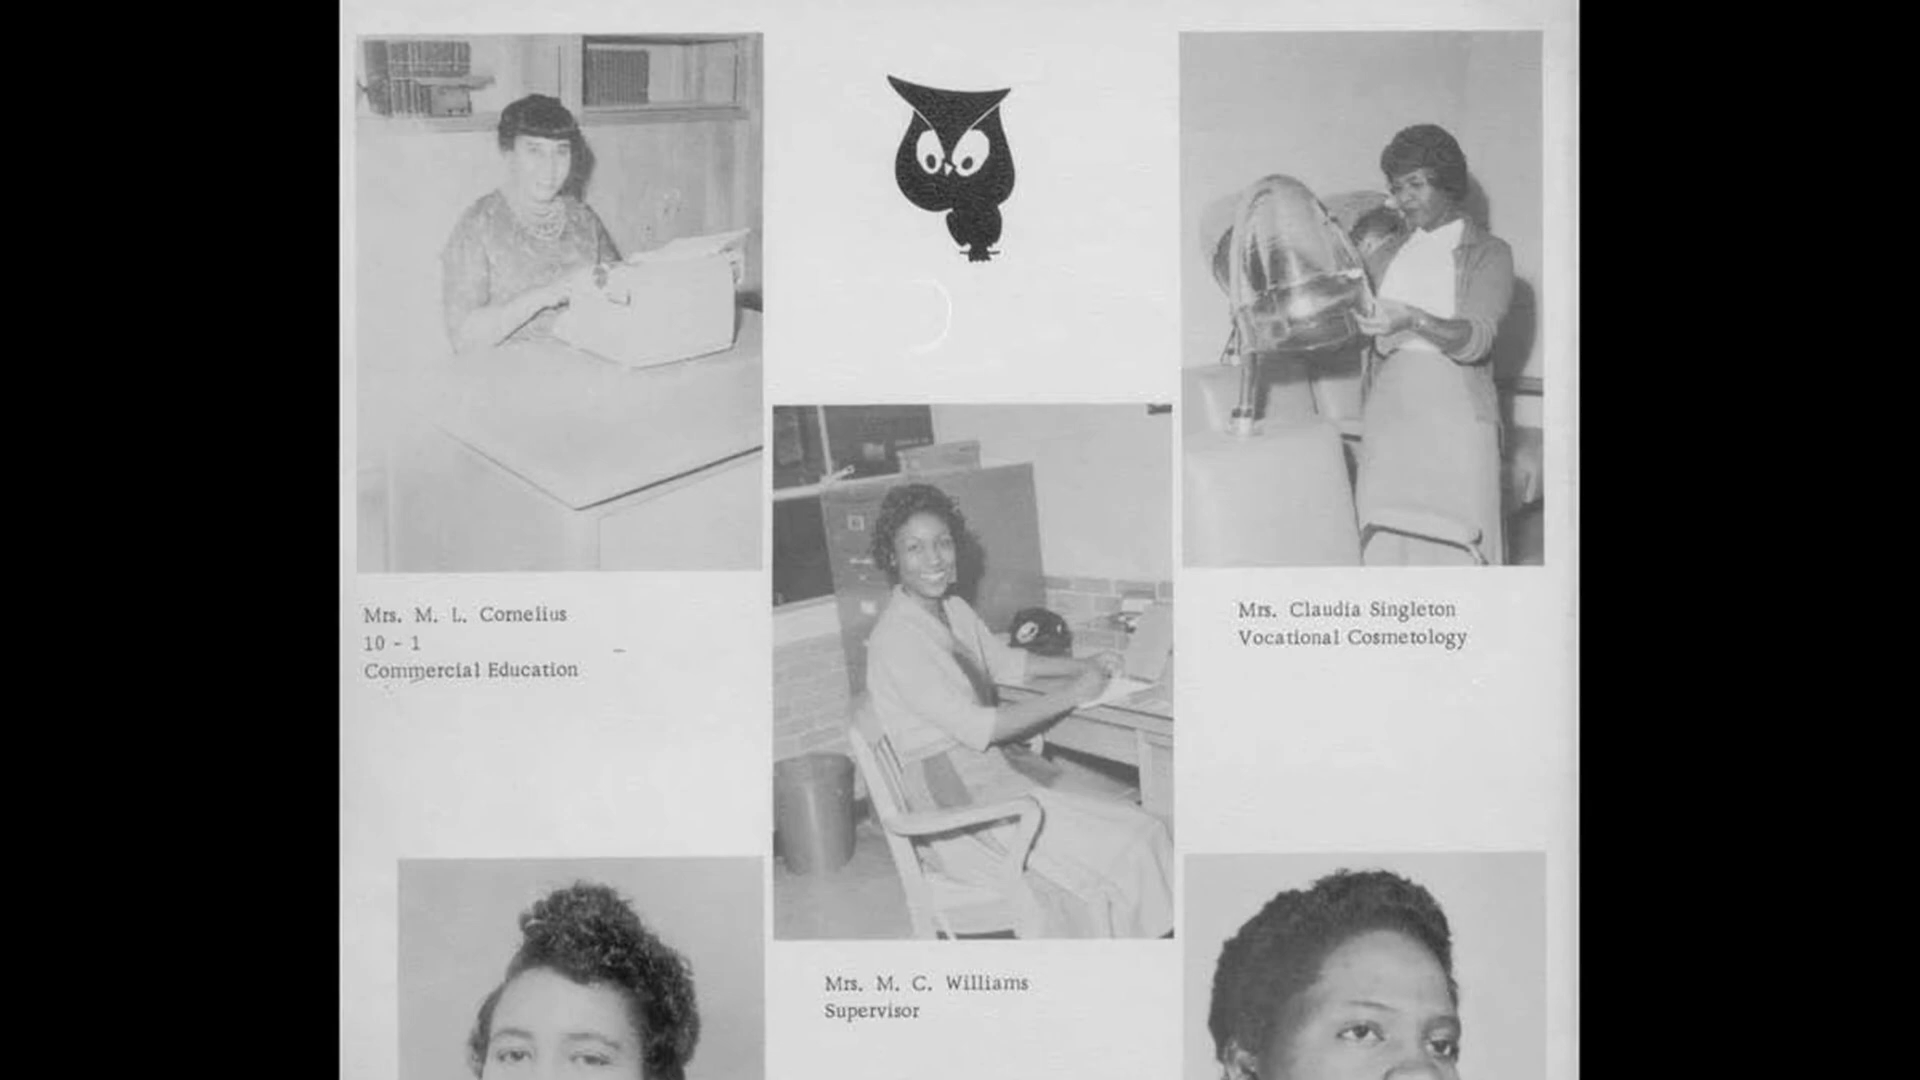 Mrs. M. L. Cornelius
10 - 1
Commercial Education
Mrs. Claudia Singleton
Vocational Cosmetology
Mrs. M. C. Williams
Supervisor